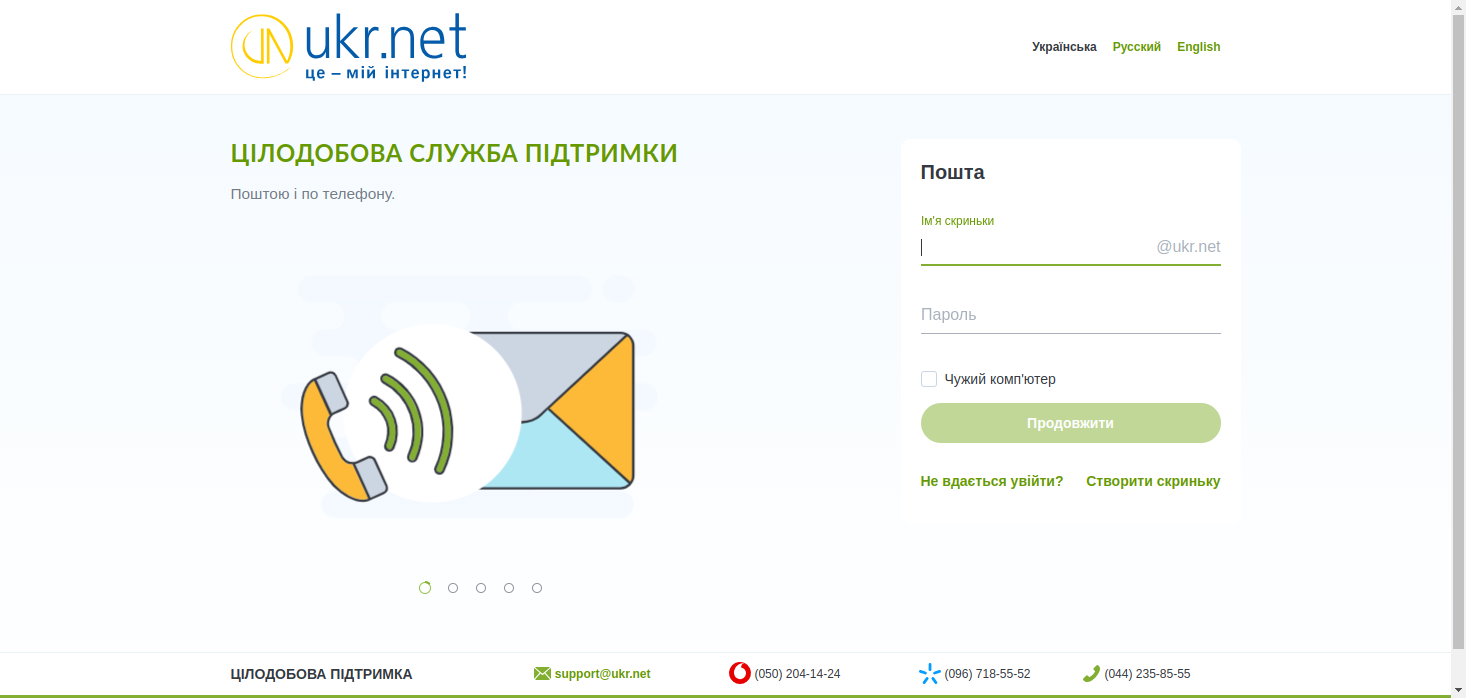 ukr.net
це – мій інтернет!
Українська Русский English
ЦІЛОДОБОВА СЛУЖБА ПІДТРИМКИ
Поштою і по телефону.
Пошта
Ім'я скриньки
@ukr.net
Пароль
Чужий комп'ютер
Продовжити
Не вдається увійти? Створити скриньку
ЦІЛОДОБОВА ПІДТРИМКА support@ukr.net (050) 204-14-24 (096) 718-55-52 (044) 235-85-55